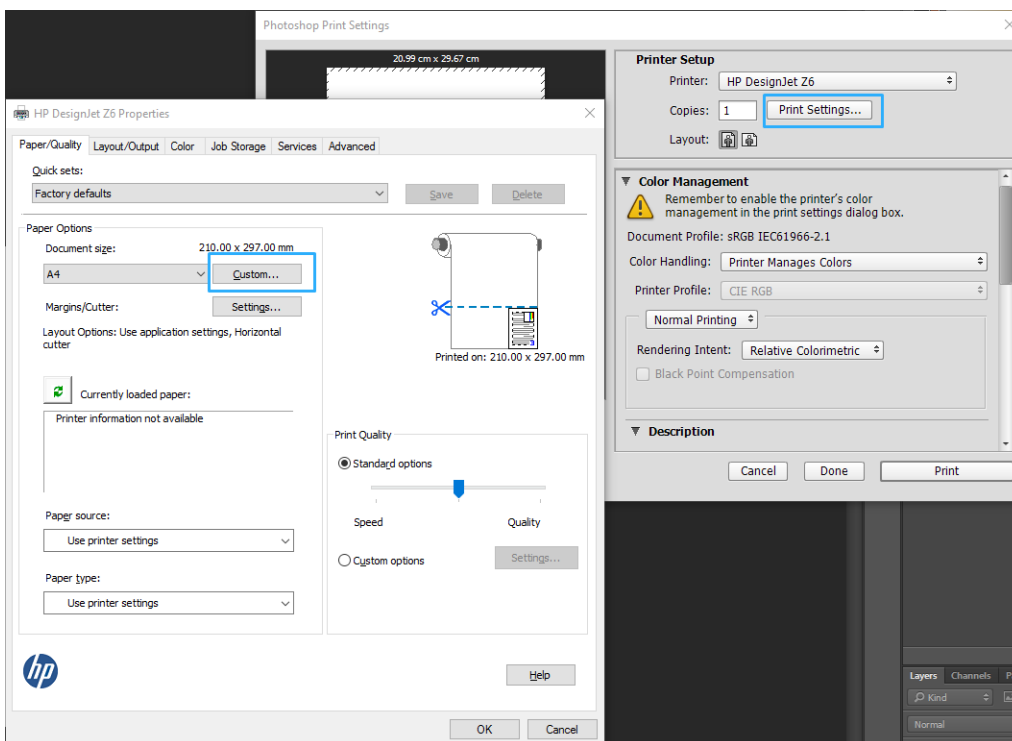 Photoshop Print Settings
20.99 cm x 29.67 cm
Printer Setup
Printer: HP DesignJet Z6
Copies: 1 Print Settings...
Layout:
Color Management
Remember to enable the printer's color
management in the print settings dialog box.
Document Profile: sRGB IEC61966-2.1
Color Handling: Printer Manages Colors
Printer Profile: CIE RGB
Normal Printing
Rendering Intent: Relative Colorimetric
Black Point Compensation
Description
Cancel Done Print
HP DesignJet Z6 Properties
Paper/Quality Layout/Output Color Job Storage Services Advanced
Quick sets:
Factory defaults Save Delete
Paper Options
Document size: 210.00 x 297.00 mm
A4 Custom...
Margins/Cutter: Settings...
Layout Options: Use application settings, Horizontal
cutter
Printed on: 210.00 x 297.00 mm
Currently loaded paper:
Printer information not available
Print Quality
Standard options
Speed Quality
Custom options Settings...
Paper source:
Use printer settings
Paper type:
Use printer settings
hp
Help
OK Cancel
Layers Channels P
Kind
Normal